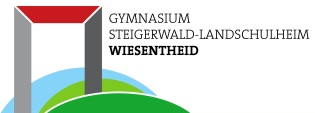 GYMNASIUM
STEIGERWALD-LANDSCHULHEIM
WIESENTHEID